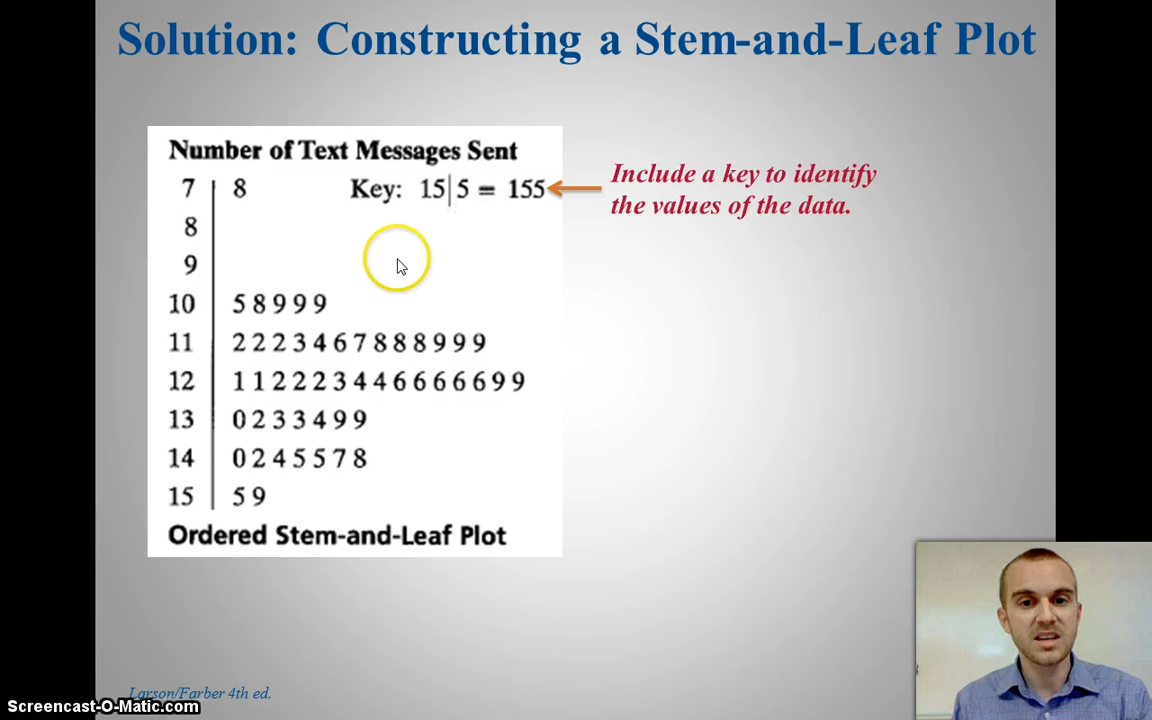 Solution: Constructing a Stem-and-Leaf Plot
Number of Text Messages Sent
7 | 8 Key: 15|5 = 155
Include a key to identify
the values of the data.
8 |
9 |
10 | 5 8 9 9 9
11 | 2 2 2 3 4 6 7 8 8 8 9 9 9
12 | 1 1 2 2 2 3 4 4 6 6 6 6 6 9 9
13 | 0 2 3 3 4 9 9
14 | 0 2 4 5 5 7 8
15 | 5 9
Ordered Stem-and-Leaf Plot
Larson/Farber 4th ed.
Screencast-O-Matic.com